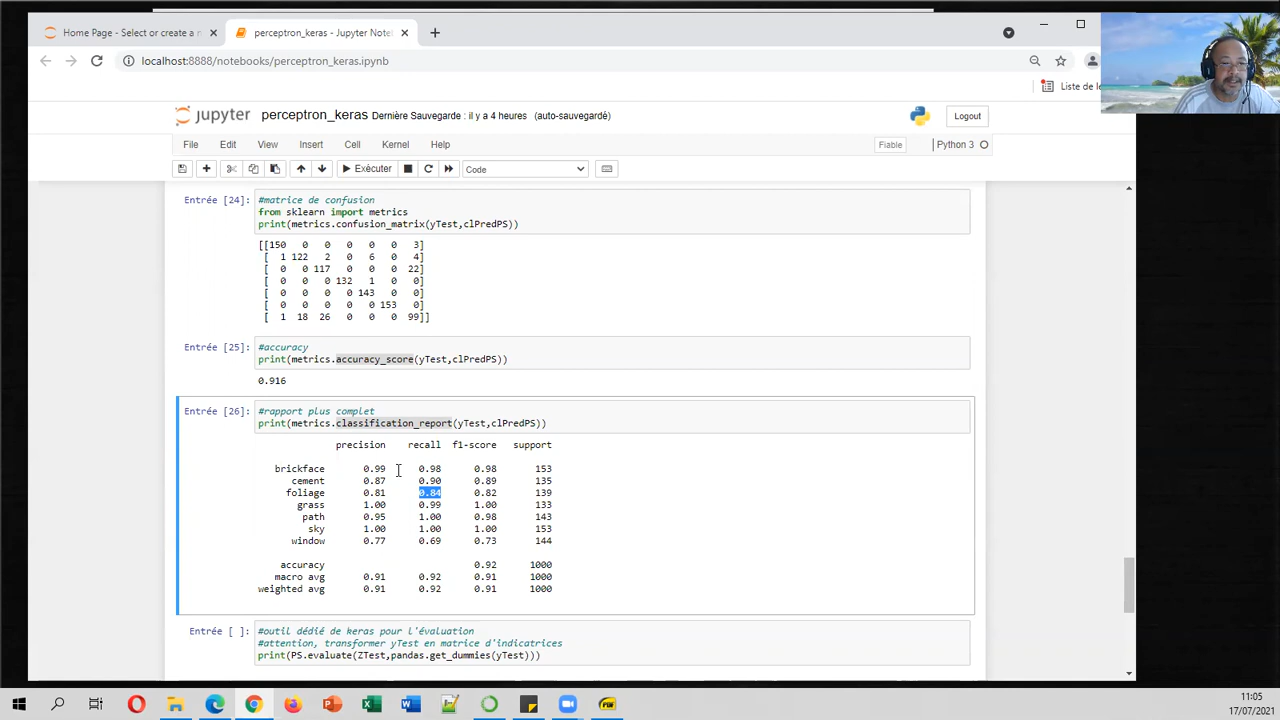 Home Page - Select or create a n
perceptron_keras - Jupyter Note
localhost:8888/notebooks/perceptron_keras.ipynb
Liste de le
jupyter perceptron_keras Dernière Sauvegarde : il y a 4 heures (auto-sauvegardé)
Logout
File Edit View Insert Cell Kernel Help
Fiable
Python 3
Exécuter
Code
Entrée [24]: #matrice de confusion
from sklearn import metrics
print(metrics.confusion_matrix(yTest,clPredPS))
[[150 0 0 0 0 0 3]
[ 1 122 2 0 6 0 4]
[ 0 0 117 0 0 0 22]
[ 0 0 0 132 1 0 0]
[ 0 0 0 0 143 0 0]
[ 0 0 0 0 0 153 0]
[ 1 18 26 0 0 0 99]]
Entrée [25]: #accuracy
print(metrics.accuracy_score(yTest,clPredPS))
0.916
Entrée [26]: #rapport plus complet
print(metrics.classification_report(yTest,clPredPS))
precision recall f1-score support
brickface 0.99 0.98 0.98 153
cement 0.87 0.90 0.89 135
foliage 0.81 0.84 0.82 139
grass 1.00 0.99 1.00 133
path 0.95 1.00 0.98 143
sky 1.00 1.00 1.00 153
window 0.77 0.69 0.73 144
accuracy 0.92 1000
macro avg 0.91 0.92 0.91 1000
weighted avg 0.91 0.92 0.91 1000
Entrée [ ]: #outil dédié de keras pour l'évaluation
#attention, transformer yTest en matrice d'indicatrices
print(PS.evaluate(ZTest,pandas.get_dummies(yTest)))
11:05
17/07/2021